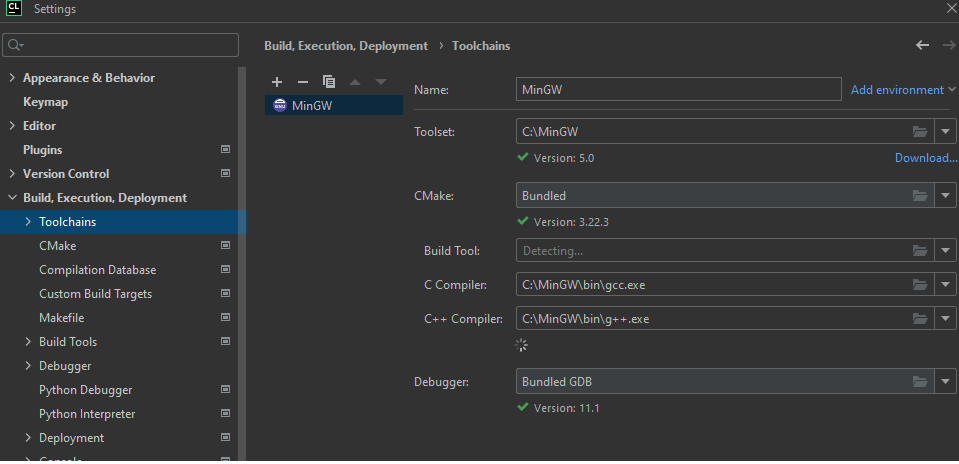 CL Settings
Build, Execution, Deployment › Toolchains
Appearance & Behavior
Keymap
Editor
Plugins
Version Control
Build, Execution, Deployment
Toolchains
CMake
Compilation Database
Custom Build Targets
Makefile
Build Tools
Debugger
Python Debugger
Python Interpreter
Deployment
Console
GNU MinGW
Name: MinGW Add environment
Toolset: C:\MinGW
Version: 5.0 Download...
CMake: Bundled
Version: 3.22.3
Build Tool: Detecting...
C Compiler: C:\MinGW\bin\gcc.exe
C++ Compiler: C:\MinGW\bin\g++.exe
Debugger: Bundled GDB
Version: 11.1